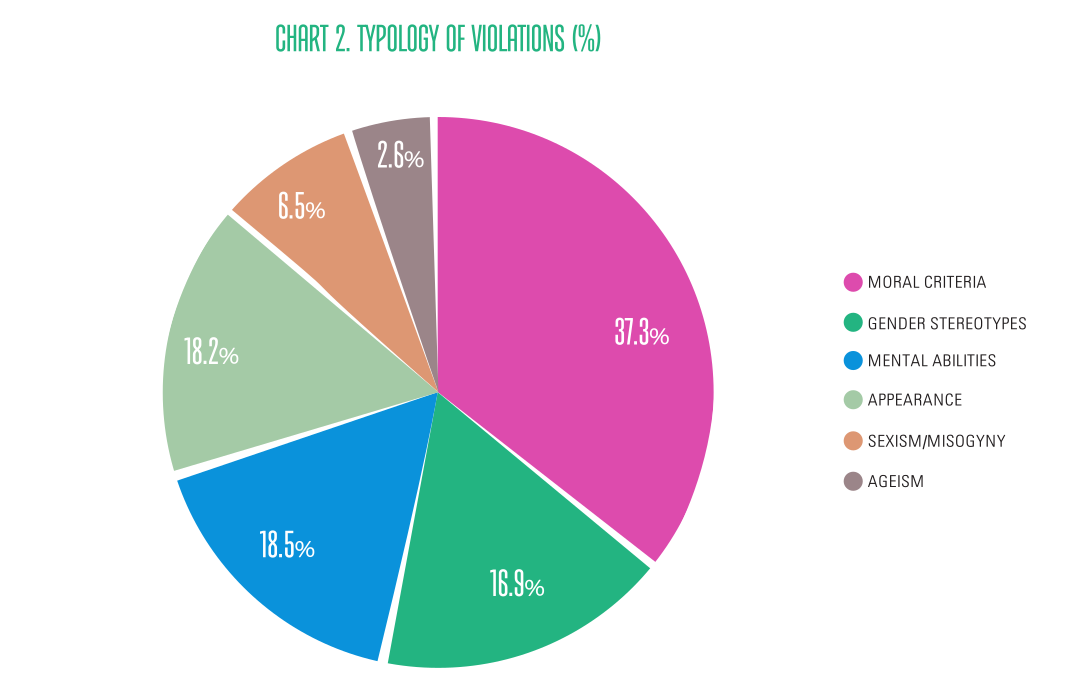 CHART 2. TYPOLOGY OF VIOLATIONS (%)
2.6%
6.5%
37.3%
18.2%
18.5%
16.9%
MORAL CRITERIA
GENDER STEREOTYPES
MENTAL ABILITIES
APPEARANCE
SEXISM/MISOGYNY
AGEISM